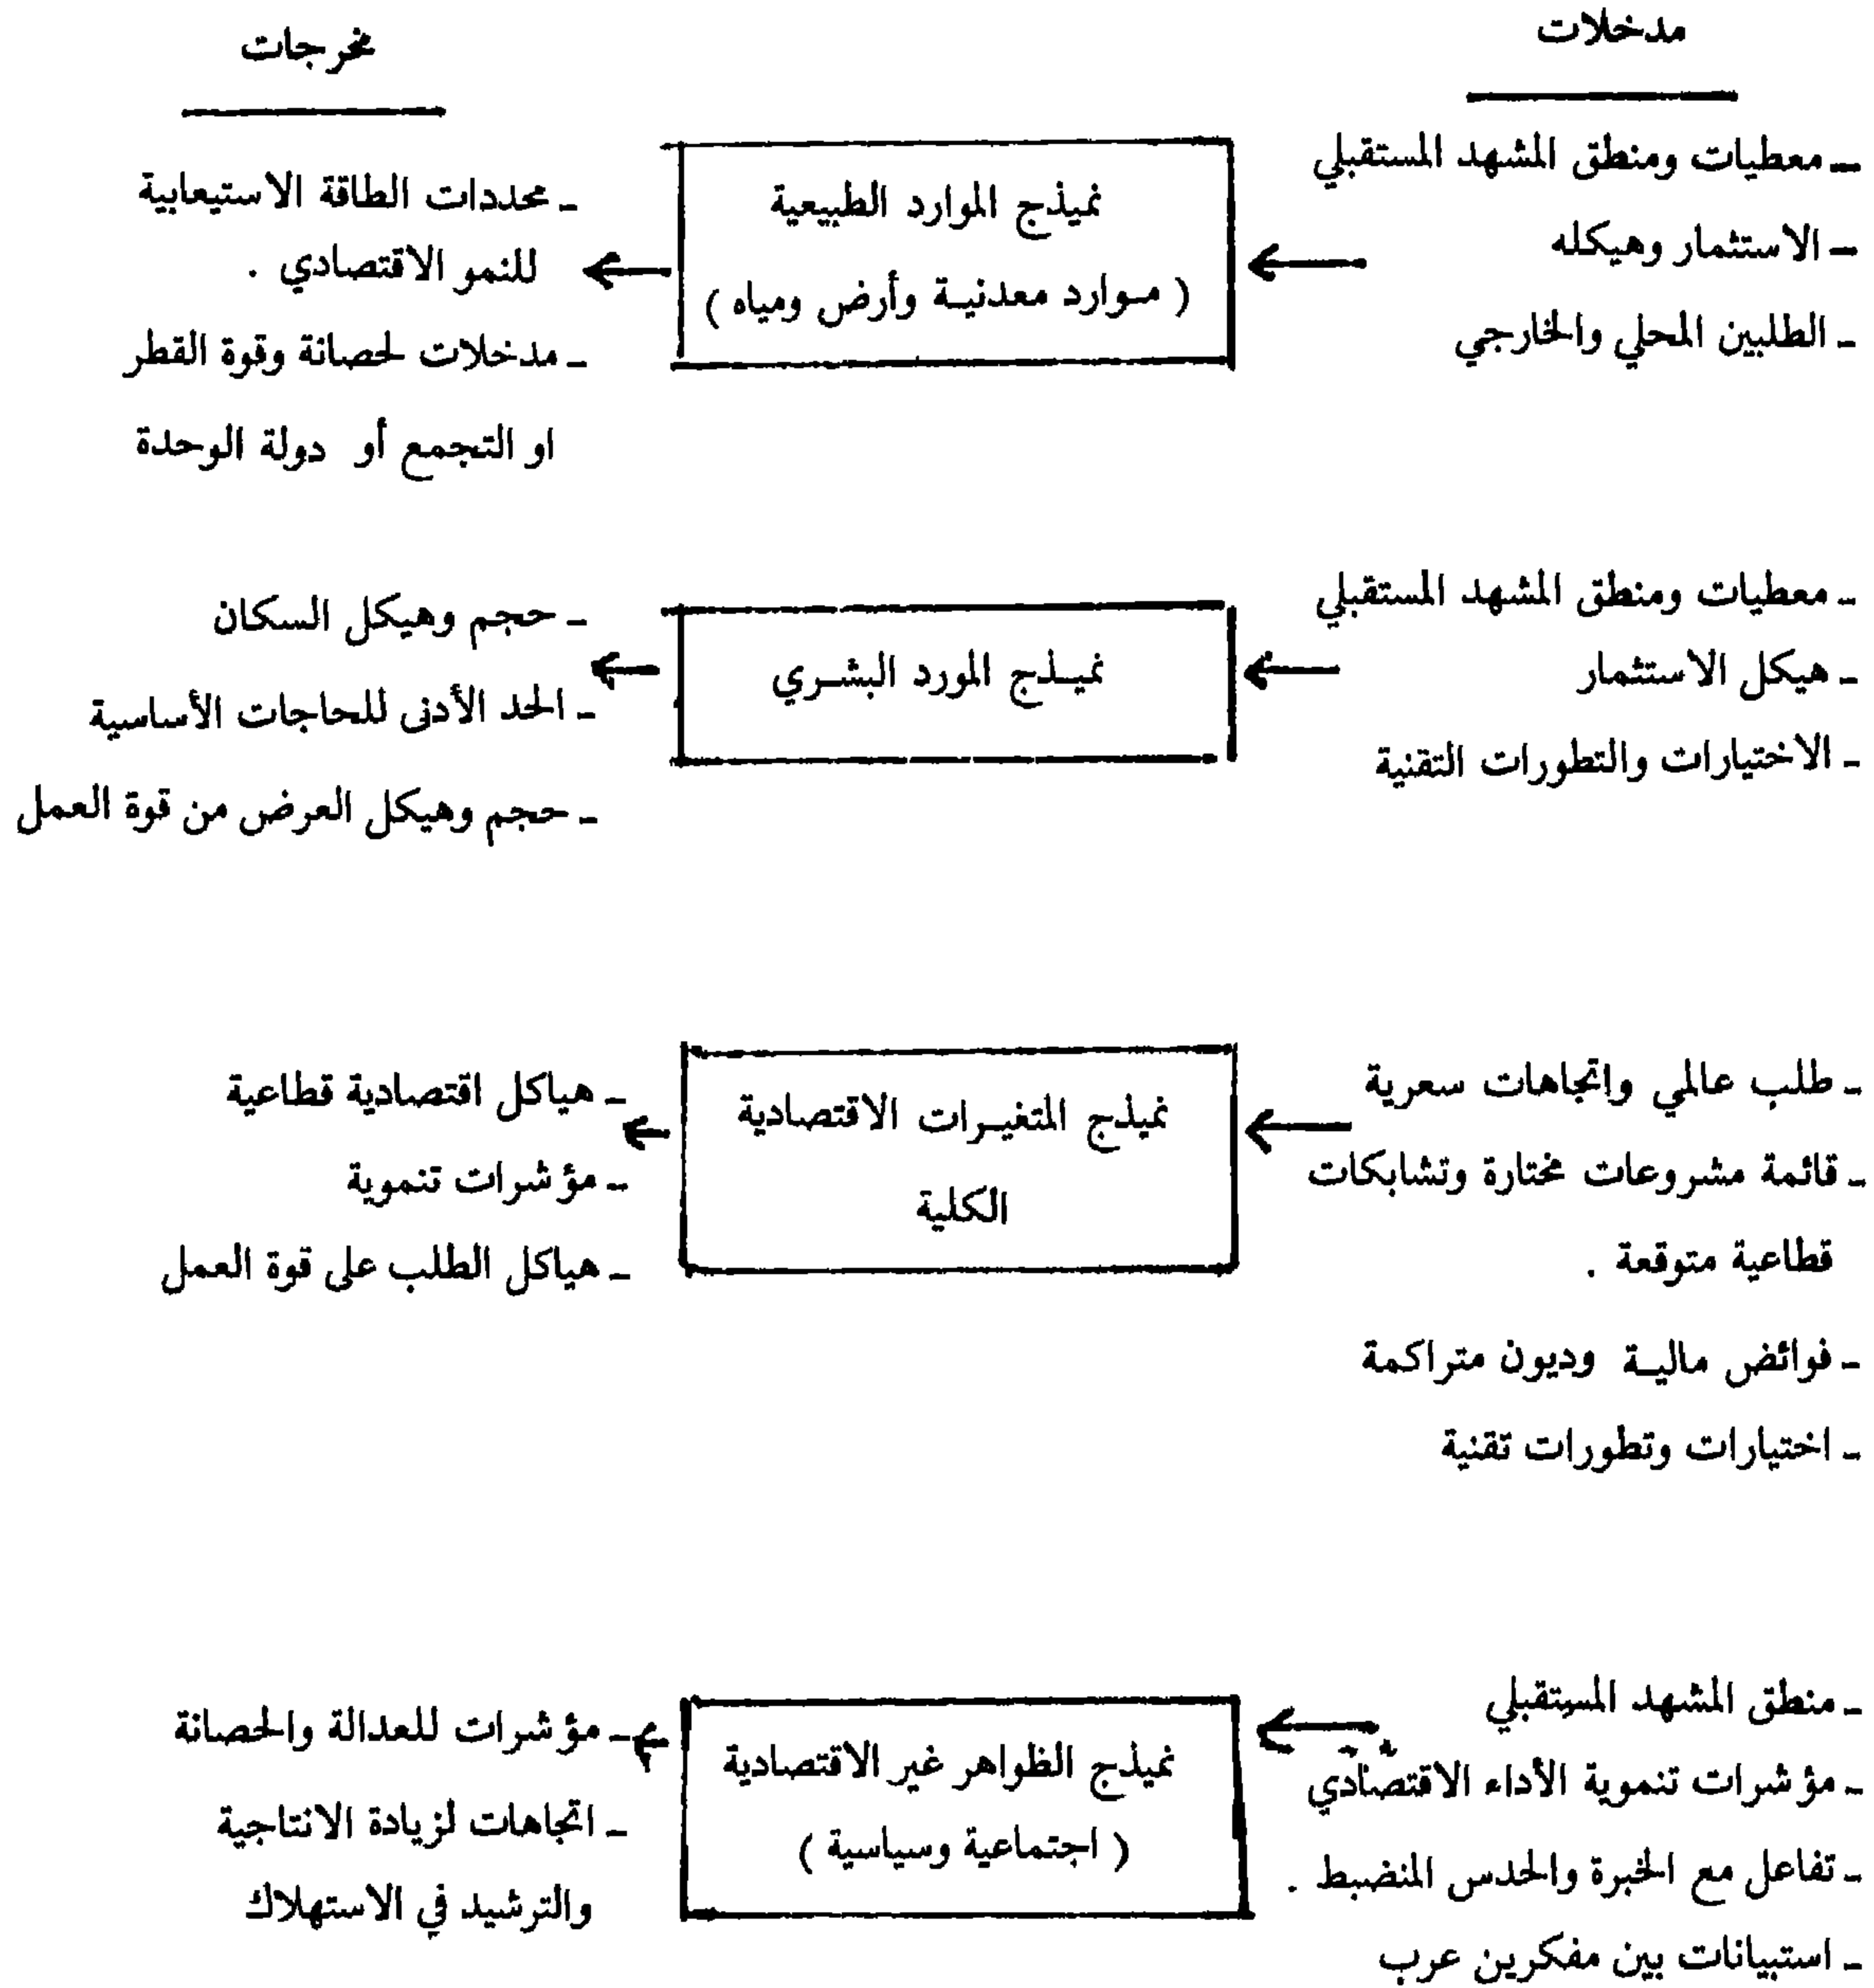 مدخلات
مخرجات
ـ معطيات ومنطق المشهد المستقبلي
ـ الاستثمار وهيكله
ـ الطلبين المحلي والخارجي
نميذج الموارد الطبيعية
( موارد معدنية وأرض ومياه )
ـ محددات الطاقة الاستيعابية
للنمو الاقتصادي .
ـ مدخلات لحصانة وقوة القطر
او التجمع أو دولة الوحدة
ـ معطيات ومنطق المشهد المستقبلي
ـ هيكل الاستثمار
ـ الاختيارات والتطورات التقنية
نميذج المورد البشري
ـ حجم وهيكل السكان
ـ الحد الأدنى للحاجات الأساسية
ـ حجم وهيكل العرض من قوة العمل
ـ طلب عالمي واتجاهات سعرية
ـ قائمة مشروعات مختارة وتشابكات
قطاعية متوقعة .
ـ فوائض مالية وديون متراكمة
ـ اختيارات وتطورات تقنية
نميذج المتغيرات الاقتصادية
الكلية
ـ هياكل اقتصادية قطاعية
ـ مؤشرات تنموية
ـ هياكل الطلب على قوة العمل
ـ منطق المشهد المستقبلي
ـ مؤشرات تنموية الأداء الاقتصادي
ـ تفاعل مع الخبرة والحدس المنضبط .
ـ استبيانات بين مفكرين عرب
نميذج الظواهر غير الاقتصادية
( اجتماعية وسياسية )
ـ مؤشرات للعدالة والحصانة
ـ اتجاهات لزيادة الانتاجية
والترشيد في الاستهلاك